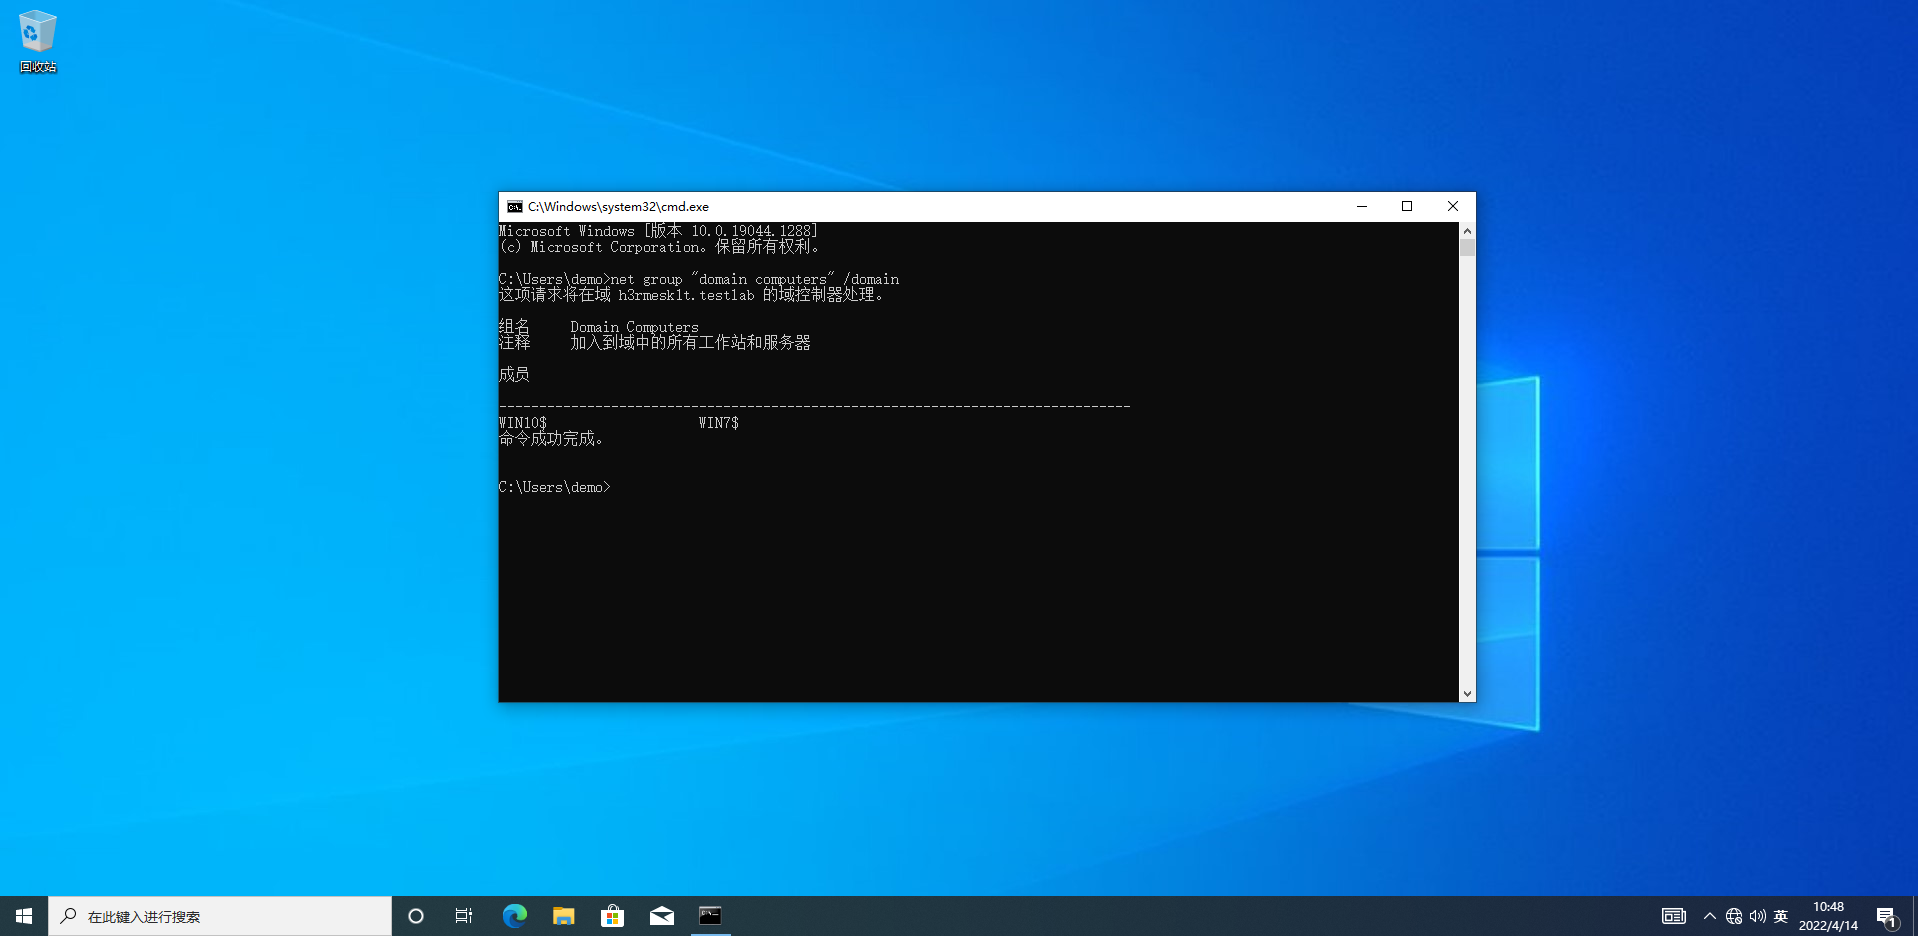 回收站
C:\Windows\system32\cmd.exe
Microsoft Windows [版本 10.0.19044.1288]
(c) Microsoft Corporation。保留所有权利。
C:\Users\demo>net group "domain computers" /domain
这项请求将在域 h3rmesk1t.testlab 的域控制器处理。
组名     Domain Computers
注释     加入到域中的所有工作站和服务器
成员
-------------------------------------------------------------------------------
WIN10$                   WIN7$
命令成功完成。
C:\Users\demo>
在此键入进行搜索
英
10:48
2022/4/14
1